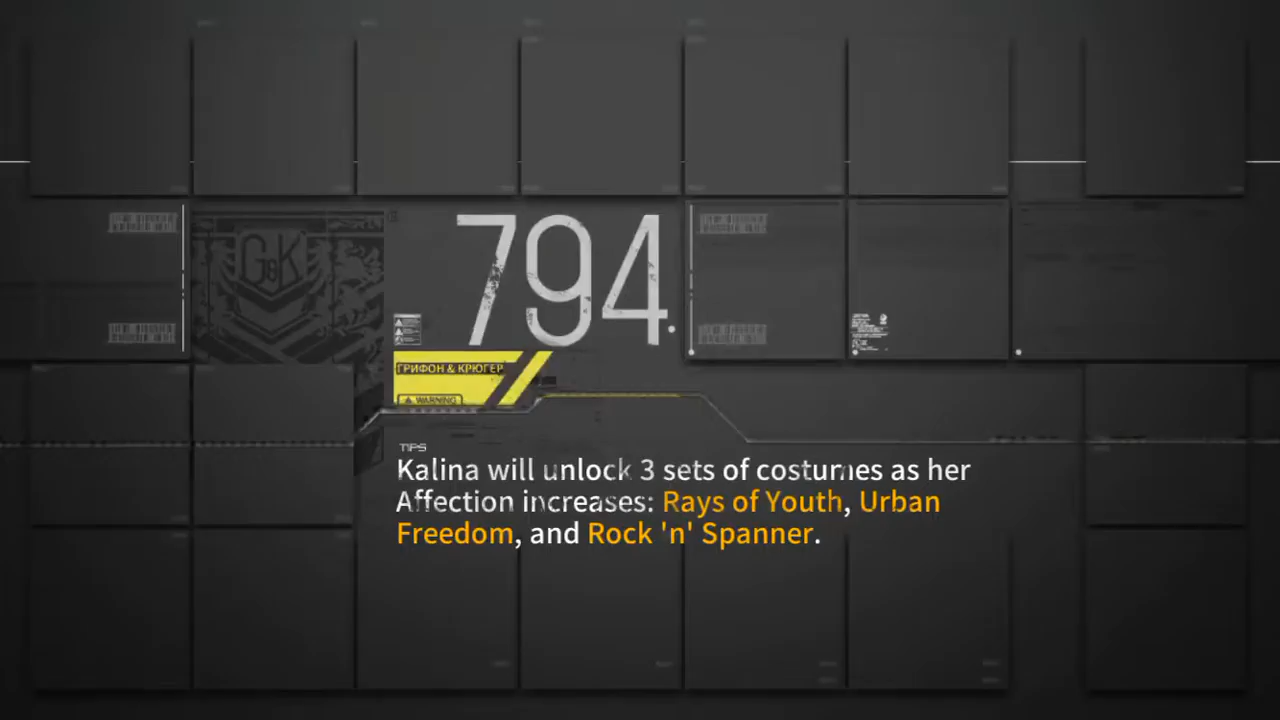 G&K
794.
ГРИФОН & КРЮГЕР
WARNING
TIPS
Kalina will unlock 3 sets of costumes as her
Affection increases: Rays of Youth, Urban
Freedom, and Rock 'n' Spanner.